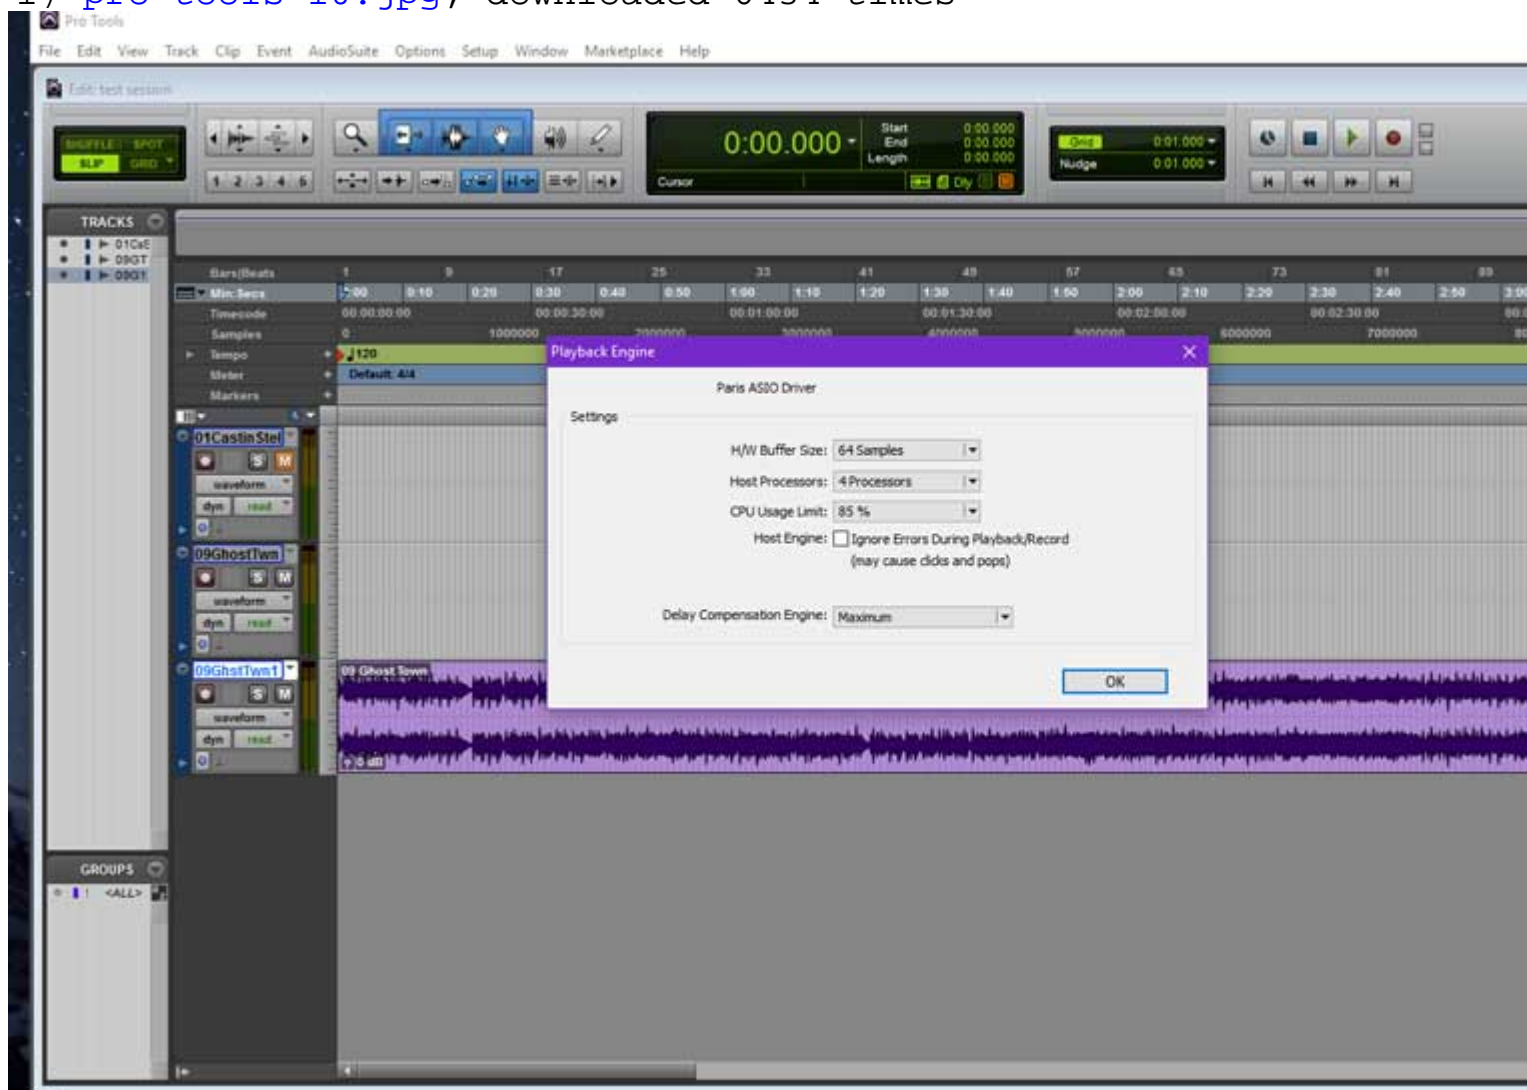 Pro Tools
File Edit View Track Clip Event AudioSuite Options Setup Window Marketplace Help
Edit: test session
SHUFFLE SPOT
SLIP GRID
1 2 3 4 5
0:00.000
Start 0:00.000
End 0:00.000
Length 0:00.000
Cursor
Dly
Grid 0:01.000
Nudge 0:01.000
TRACKS
01CsS
09GT
09G1
Bars|Beats 1 9 17 25 33 41 49 57 65 73 81 89
Min:Secs 0:00 0:10 0:20 0:30 0:40 0:50 1:00 1:10 1:20 1:30 1:40 1:50 2:00 2:10 2:20 2:30 2:40 2:50 3:00
Timecode 00:00:00:00 00:00:30:00 00:01:00:00 00:01:30:00 00:02:00:00 00:02:30:00
Samples 0 1000000 2000000 3000000 4000000 5000000 6000000 7000000
Tempo 120
Meter Default: 4/4
Markers
Playback Engine
Paris ASIO Driver
Settings
H/W Buffer Size: 64 Samples
Host Processors: 4 Processors
CPU Usage Limit: 85 %
Host Engine: Ignore Errors During Playback/Record
(may cause clicks and pops)
Delay Compensation Engine: Maximum
OK
01CastinStel
S M
waveform
dyn read
09GhostTwn
S M
waveform
dyn read
09GhstTwn1
S M
waveform
dyn read
09 Ghost Town
0 dB
GROUPS
! <ALL>